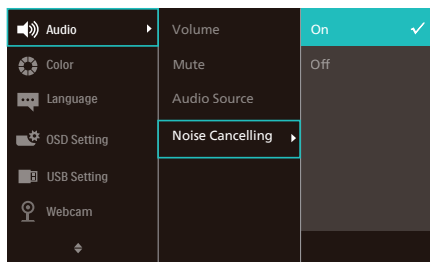 Audio
Color
Language
OSD Setting
USB Setting
Webcam
Volume
Mute
Audio Source
Noise Cancelling
On
Off